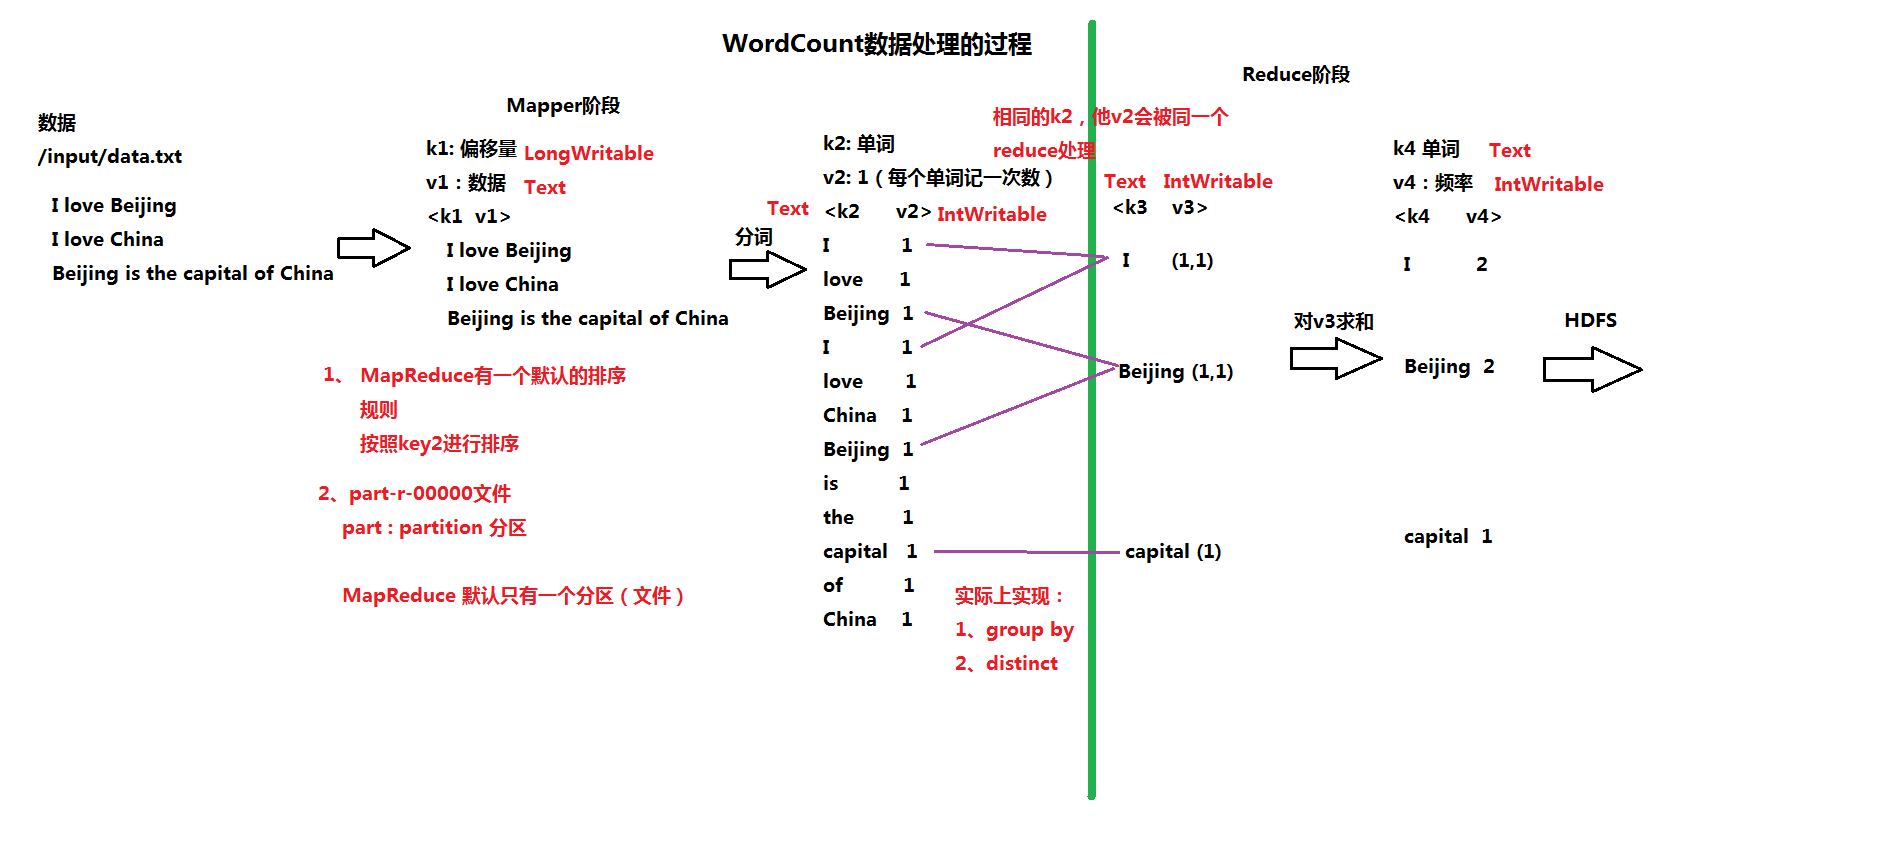 WordCount数据处理的过程
数据
/input/data.txt
I love Beijing
I love China
Beijing is the capital of China
Mapper阶段
k1: 偏移量 LongWritable
v1：数据 Text
<k1 v1>
I love Beijing
I love China
Beijing is the capital of China
1、 MapReduce有一个默认的排序
规则
按照key2进行排序
2、part-r-00000文件
part : partition 分区
MapReduce 默认只有一个分区（文件）
分词
k2: 单词
v2: 1（每个单词记一次数）
Text <k2 v2> IntWritable
I 1
love 1
Beijing 1
I 1
love 1
China 1
Beijing 1
is 1
the 1
capital 1
of 1
China 1
相同的k2，他v2会被同一个
reduce处理
实际上实现：
1、group by
2、distinct
Reduce阶段
Text IntWritable
<k3 v3>
I (1,1)
Beijing (1,1)
capital (1)
对v3求和
k4 单词 Text
v4：频率 IntWritable
<k4 v4>
I 2
Beijing 2
capital 1
HDFS